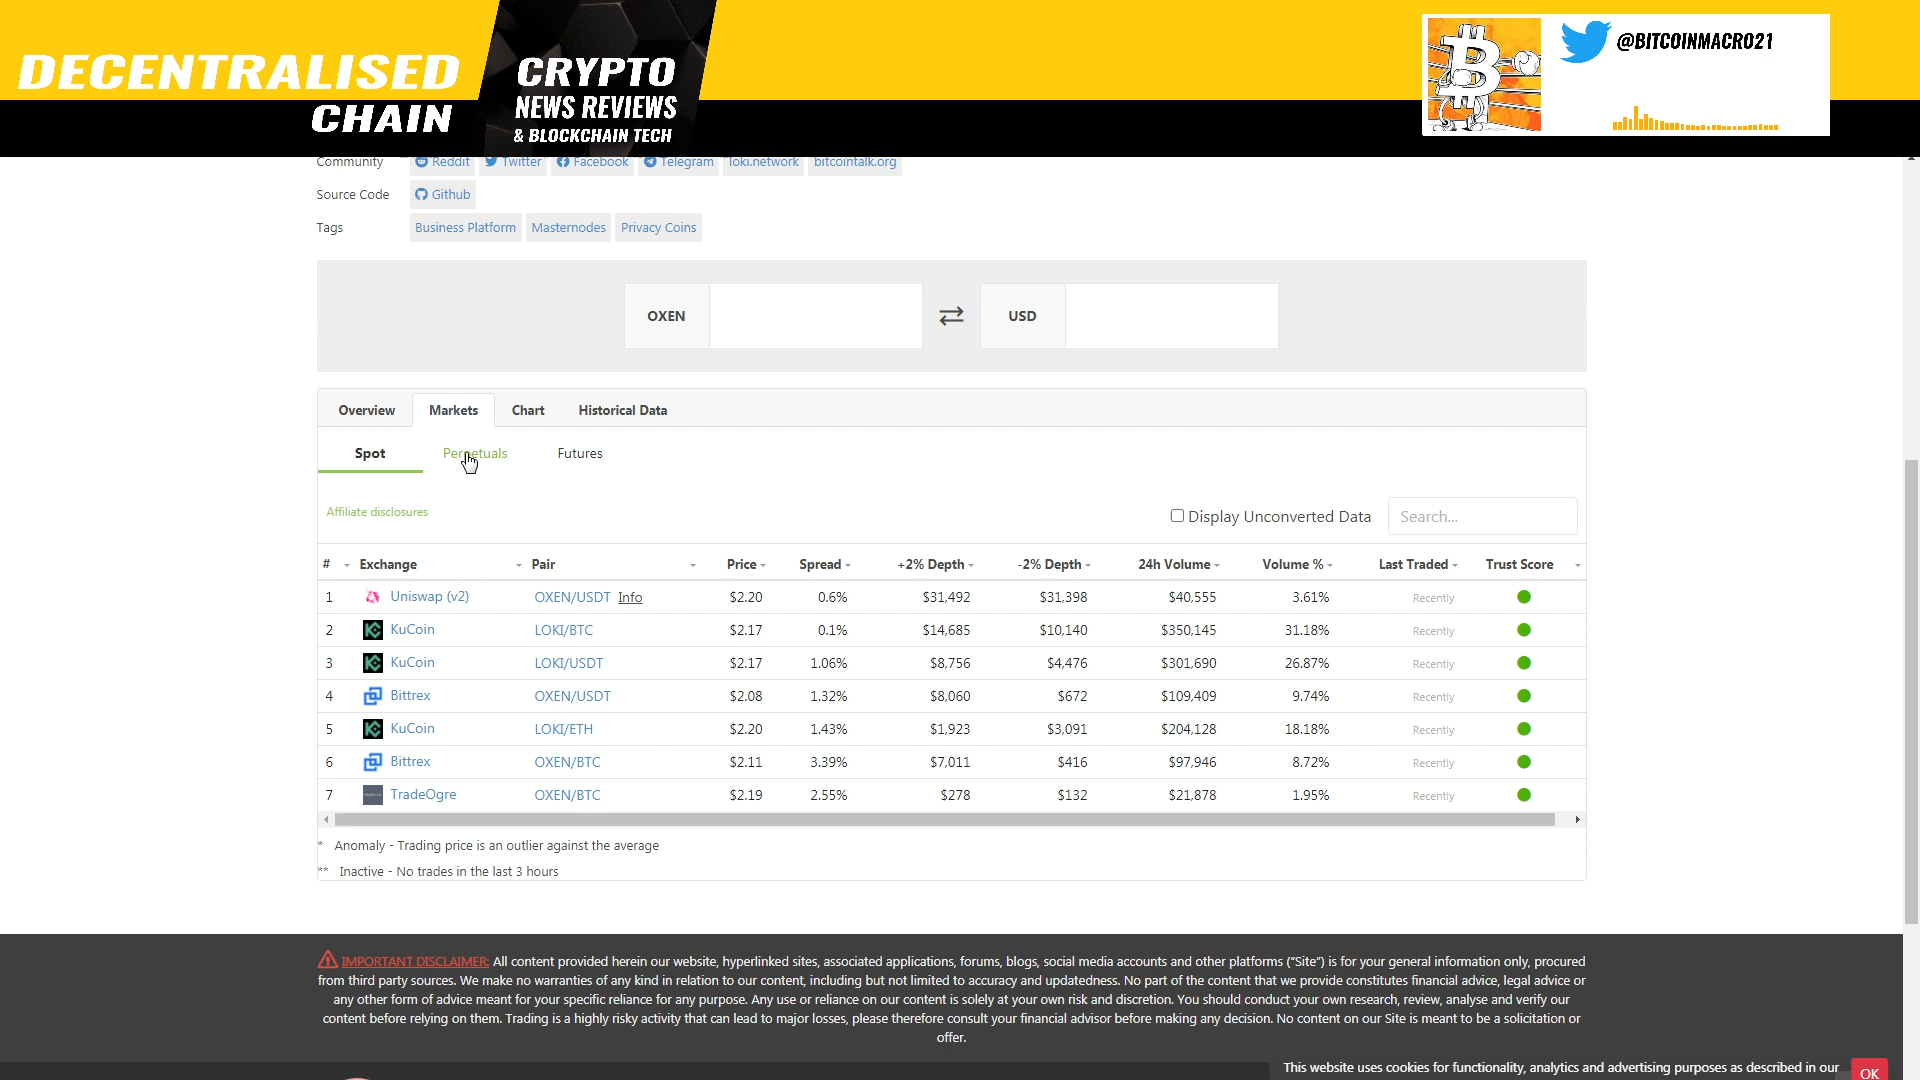 DECENTRALISED
CHAIN
CRYPTO
NEWS REVIEWS
& BLOCKCHAIN TECH
@BITCOINMACRO21
Community Reddit Twitter Facebook Telegram loki.network bitcointalk.org
Source Code Github
Tags Business Platform Masternodes Privacy Coins
OXEN USD
Overview Markets Chart Historical Data
Spot Perpetuals Futures
Affiliate disclosures Display Unconverted Data Search...
# Exchange Pair Price Spread +2% Depth -2% Depth 24h Volume Volume % Last Traded Trust Score
1 Uniswap (v2) OXEN/USDT Info $2.20 0.6% $31,492 $31,398 $40,555 3.61% Recently
2 KuCoin LOKI/BTC $2.17 0.1% $14,685 $10,140 $350,145 31.18% Recently
3 KuCoin LOKI/USDT $2.17 1.06% $8,756 $4,476 $301,690 26.87% Recently
4 Bittrex OXEN/USDT $2.08 1.32% $8,060 $672 $109,409 9.74% Recently
5 KuCoin LOKI/ETH $2.20 1.43% $1,923 $3,091 $204,128 18.18% Recently
6 Bittrex OXEN/BTC $2.11 3.39% $7,011 $416 $97,946 8.72% Recently
7 TradeOgre OXEN/BTC $2.19 2.55% $278 $132 $21,878 1.95% Recently
* Anomaly - Trading price is an outlier against the average
** Inactive - No trades in the last 3 hours
IMPORTANT DISCLAIMER: All content provided herein our website, hyperlinked sites, associated applications, forums, blogs, social media accounts and other platforms ("Site") is for your general information only, procured
from third party sources. We make no warranties of any kind in relation to our content, including but not limited to accuracy and updatedness. No part of the content that we provide constitutes financial advice, legal advice or
any other form of advice meant for your specific reliance for any purpose. Any use or reliance on our content is solely at your own risk and discretion. You should conduct your own research, review, analyse and verify our
content before relying on them. Trading is a highly risky activity that can lead to major losses, please therefore consult your financial advisor before making any decision. No content on our Site is meant to be a solicitation or
offer.
This website uses cookies for functionality, analytics and advertising purposes as described in our OK